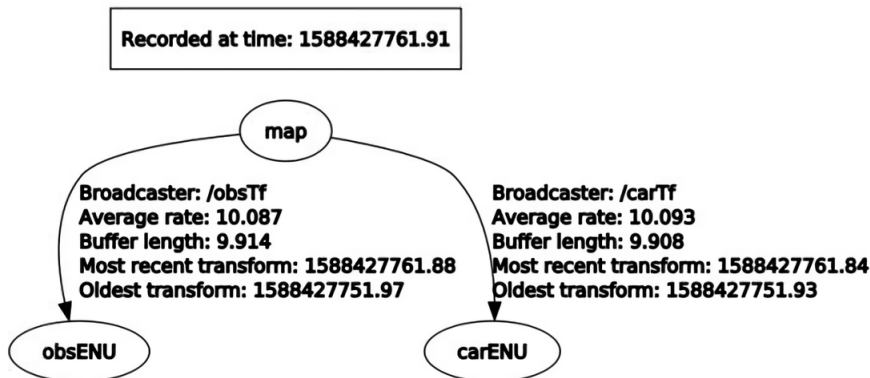 Recorded at time: 1588427761.91
map
Broadcaster: /obsTf
Average rate: 10.087
Buffer length: 9.914
Most recent transform: 1588427761.88
Oldest transform: 1588427751.97
Broadcaster: /carTf
Average rate: 10.093
Buffer length: 9.908
Most recent transform: 1588427761.84
Oldest transform: 1588427751.93
obsENU
carENU